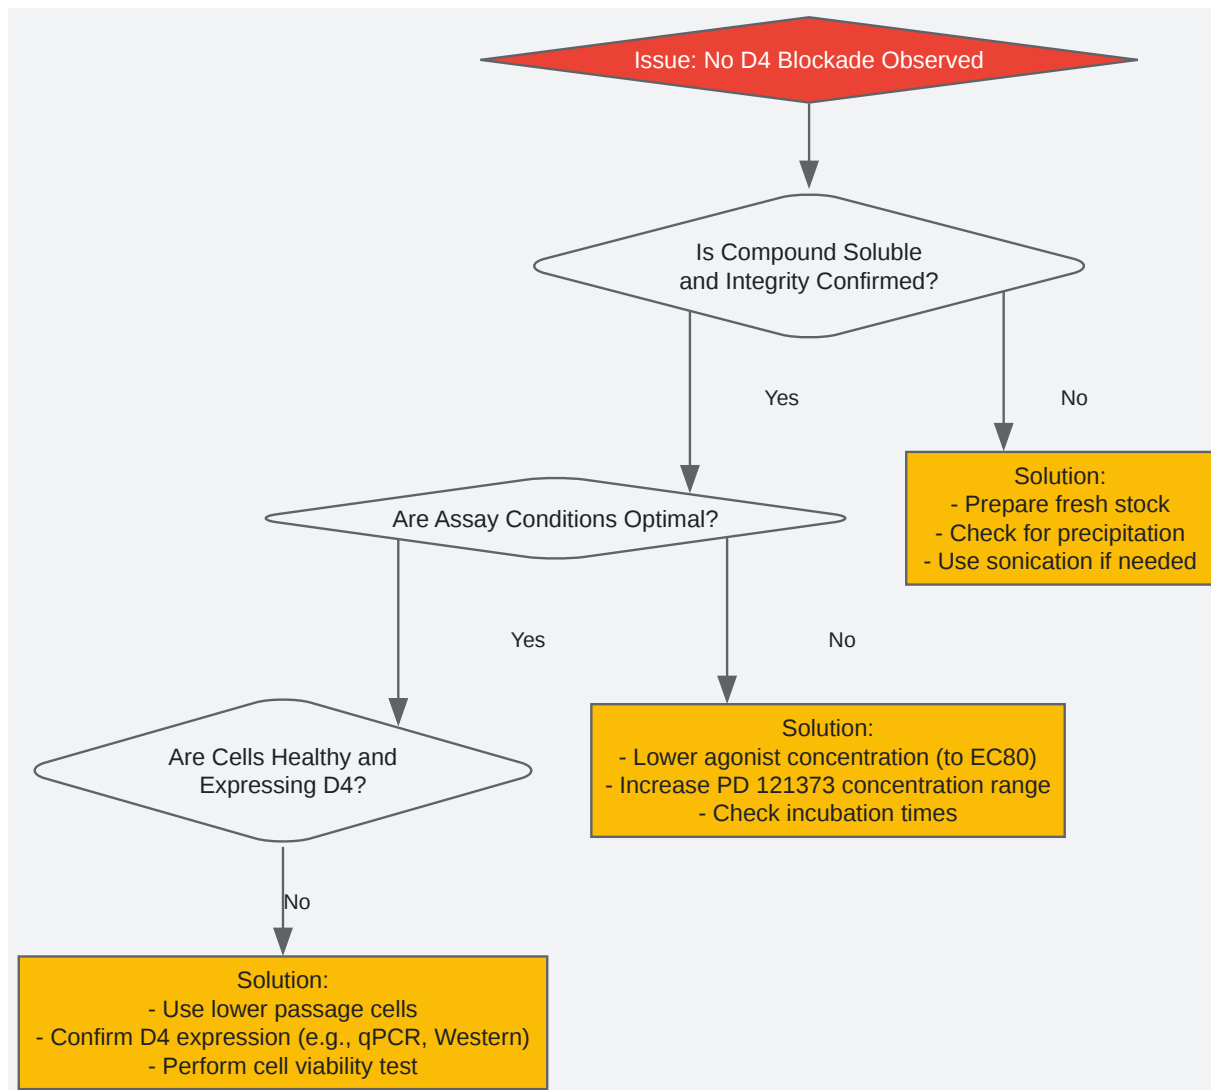 Issue: No D4 Blockade Observed
Is Compound Soluble
and Integrity Confirmed?
Yes
No
Solution:
- Prepare fresh stock
- Check for precipitation
- Use sonication if needed
Are Assay Conditions Optimal?
Yes
No
Solution:
- Lower agonist concentration (to EC80)
- Increase PD 121373 concentration range
- Check incubation times
Are Cells Healthy and
Expressing D4?
No
Solution:
- Use lower passage cells
- Confirm D4 expression (e.g., qPCR, Western)
- Perform cell viability test